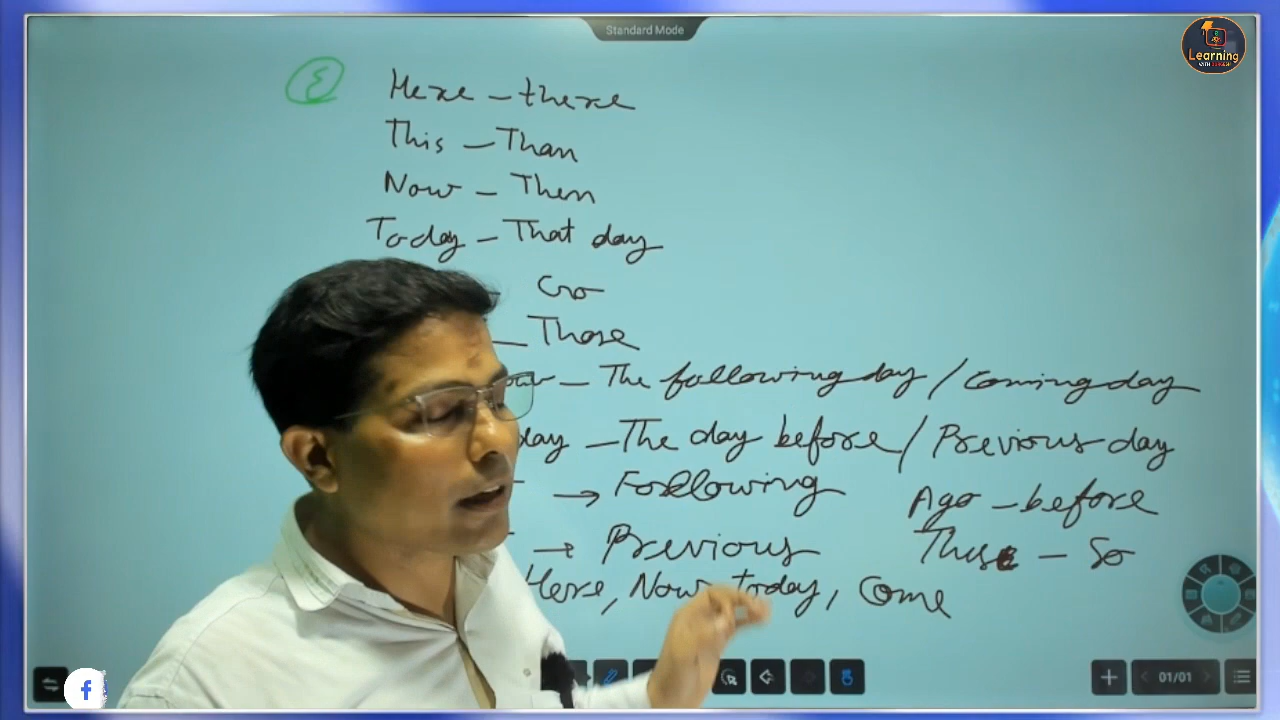 Standard Mode
Learning
Here – there
This – Than
Now – Then
Today – That day
Those
The following day / Coming day
day – The day before / Previous day
→ Following
Ago – before
→ Previous
Thus – So
Here, Now, today, Come
01/01